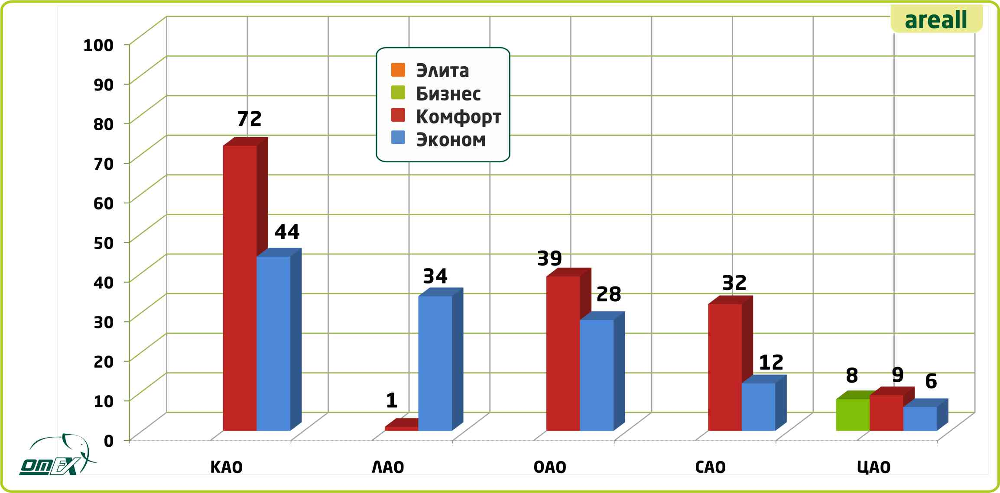 areall
100
90
80
70
60
50
40
30
20
10
0
Элита
Бизнес
Комфорт
Эконом
72
44
1
34
39
28
32
12
8
9
6
КАО
ЛАО
ОАО
САО
ЦАО
OMEX